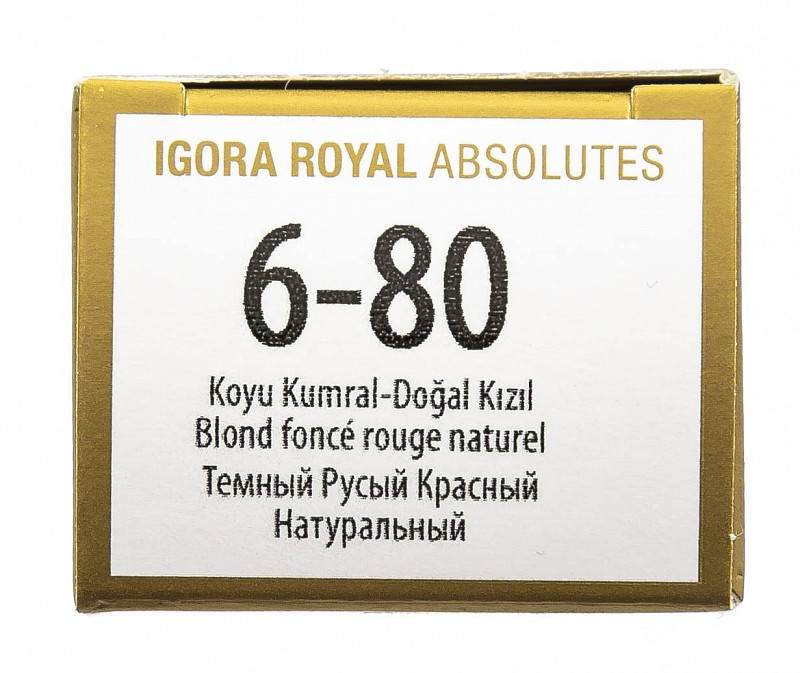 IGORA ROYAL ABSOLUTES
6-80
Koyu Kumral-Doğal Kızıl
Blond foncé rouge naturel
Темный Русый Красный
Натуральный